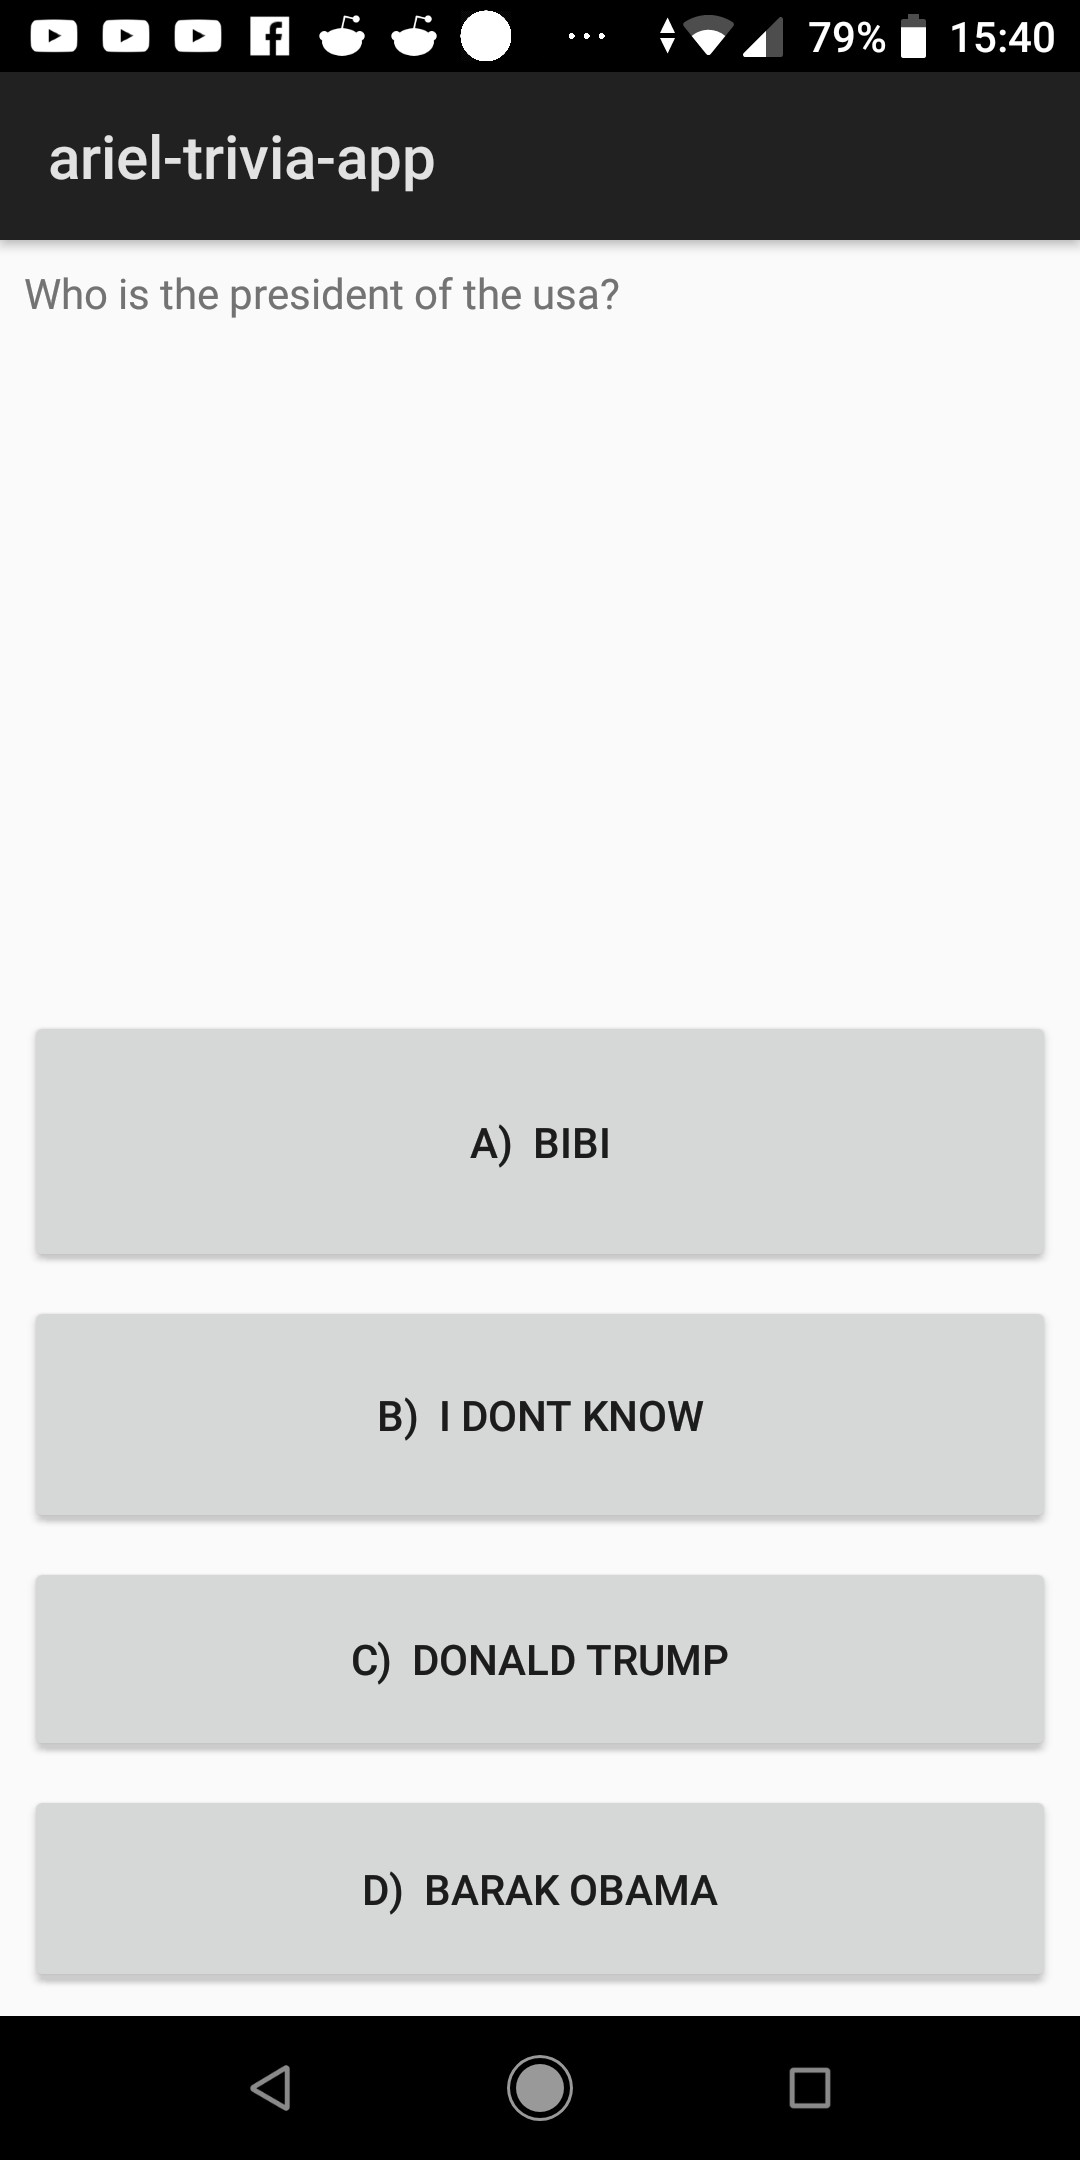 79% 15:40
ariel-trivia-app
Who is the president of the usa?
A) BIBI
B) I DONT KNOW
C) DONALD TRUMP
D) BARAK OBAMA